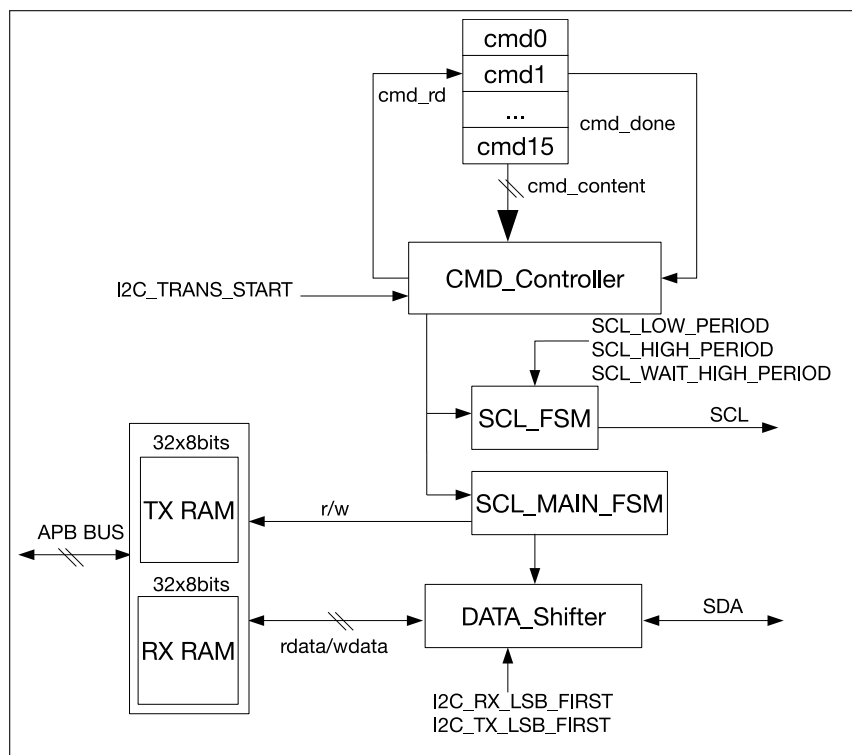 cmd0
cmd1
...
cmd15
cmd_rd
cmd_done
cmd_content
CMD_Controller
I2C_TRANS_START
SCL_LOW_PERIOD
SCL_HIGH_PERIOD
SCL_WAIT_HIGH_PERIOD
SCL_FSM
SCL
32x8bits
TX RAM
r/w
SCL_MAIN_FSM
APB BUS
32x8bits
RX RAM
rdata/wdata
DATA_Shifter
SDA
I2C_RX_LSB_FIRST
I2C_TX_LSB_FIRST